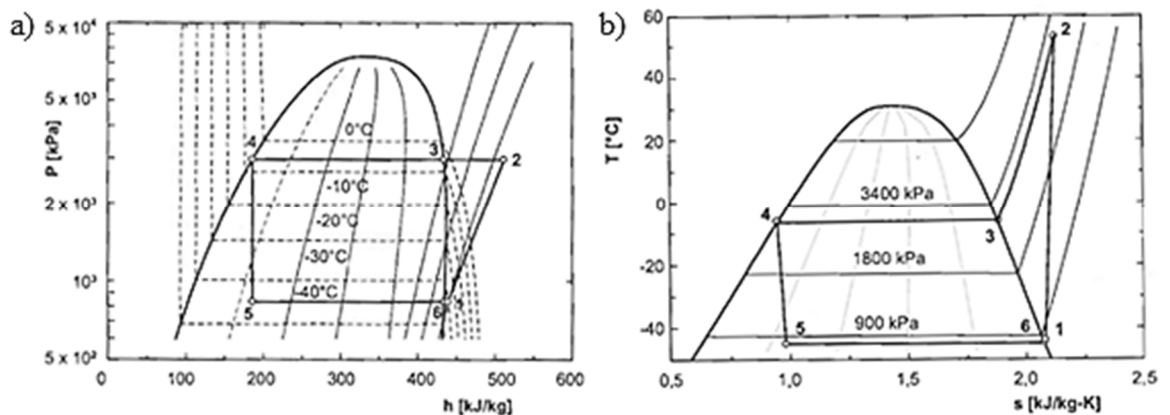 a)
P [kPa]
5 x 10⁴
5 x 10³
2 x 10³
10³
5 x 10²
0°C
-10°C
-20°C
-30°C
-40°C
4
3
2
5
6
0
100
200
300
400
500
600
h [kJ/kg]
b)
T [°C]
60
40
20
0
-20
-40
3400 kPa
1800 kPa
900 kPa
2
4
3
5
6
1
0,5
1,0
1,5
2,0
2,5
s [kJ/kg-K]